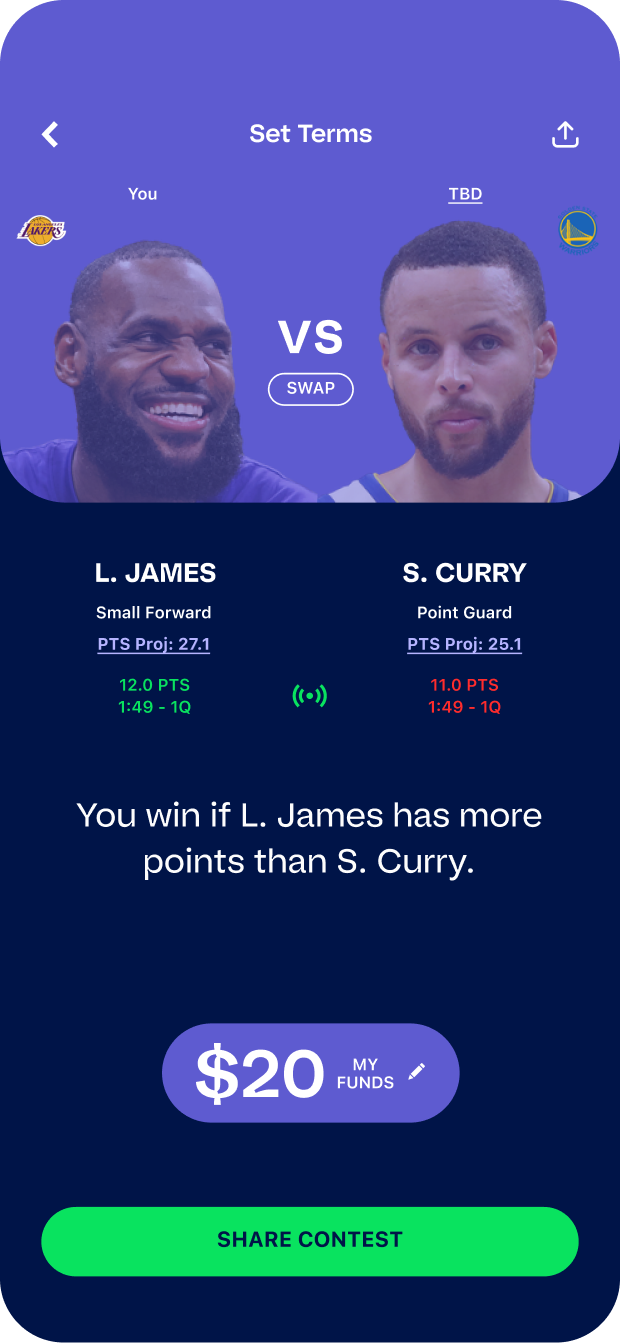 Set Terms
You
TBD
LAKERS
VS
SWAP
L. JAMES
S. CURRY
Small Forward
Point Guard
PTS Proj: 27.1
PTS Proj: 25.1
12.0 PTS
11.0 PTS
1:49 - 1Q
1:49 - 1Q
You win if L. James has more
points than S. Curry.
$20
MY
FUNDS
SHARE CONTEST